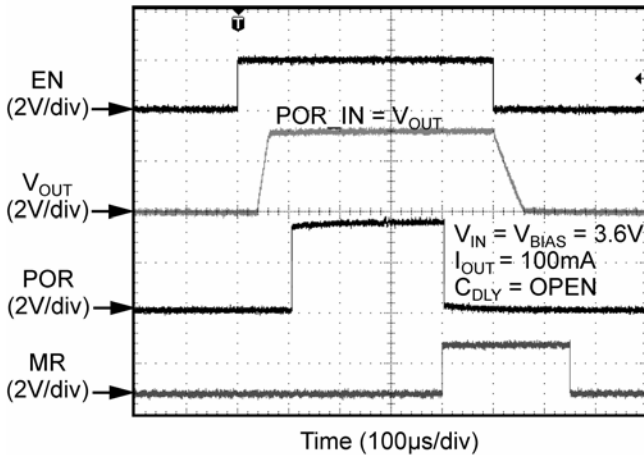 T
EN
(2V/div)
POR_IN = VOUT
VOUT
(2V/div)
VIN = VBIAS = 3.6V
IOUT = 100mA
CDLY = OPEN
POR
(2V/div)
MR
(2V/div)
Time (100µs/div)